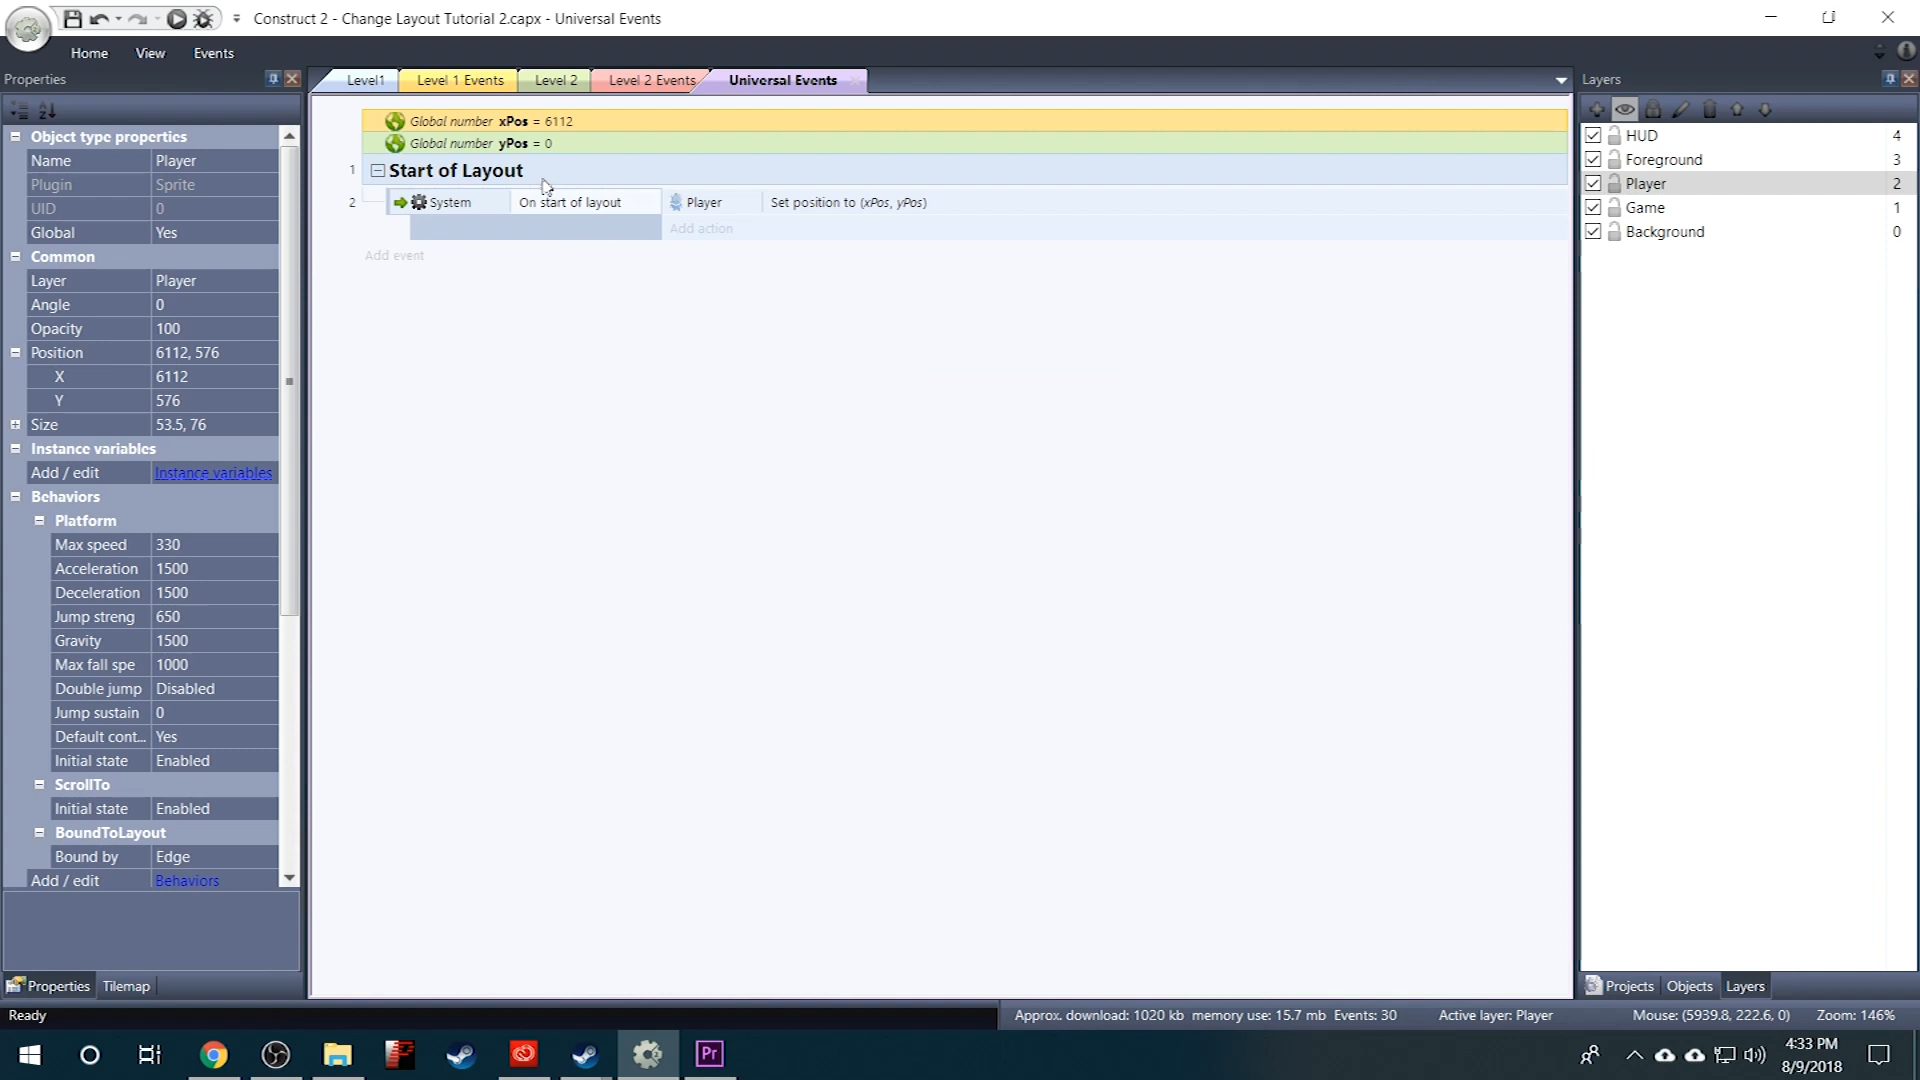 Construct 2 - Change Layout Tutorial 2.capx - Universal Events
Home View Events
Properties
Object type properties
Name Player
Plugin Sprite
UID 0
Global Yes
Common
Layer Player
Angle 0
Opacity 100
Position 6112, 576
X 6112
Y 576
Size 53.5, 76
Instance variables
Add / edit Instance variables
Behaviors
Platform
Max speed 330
Acceleration 1500
Deceleration 1500
Jump streng 650
Gravity 1500
Max fall spe 1000
Double jump Disabled
Jump sustain 0
Default cont... Yes
Initial state Enabled
ScrollTo
Initial state Enabled
BoundToLayout
Bound by Edge
Add / edit Behaviors
Properties Tilemap
Level1 Level 1 Events Level 2 Level 2 Events Universal Events
Global number xPos = 6112
Global number yPos = 0
1 Start of Layout
2 System On start of layout Player Set position to (xPos, yPos)
Add action
Add event
Layers
HUD 4
Foreground 3
Player 2
Game 1
Background 0
Projects Objects Layers
Ready
Approx. download: 1020 kb memory use: 15.7 mb Events: 30 Active layer: Player Mouse: (5939.8, 222.6, 0) Zoom: 146%
Pr
4:33 PM
8/9/2018